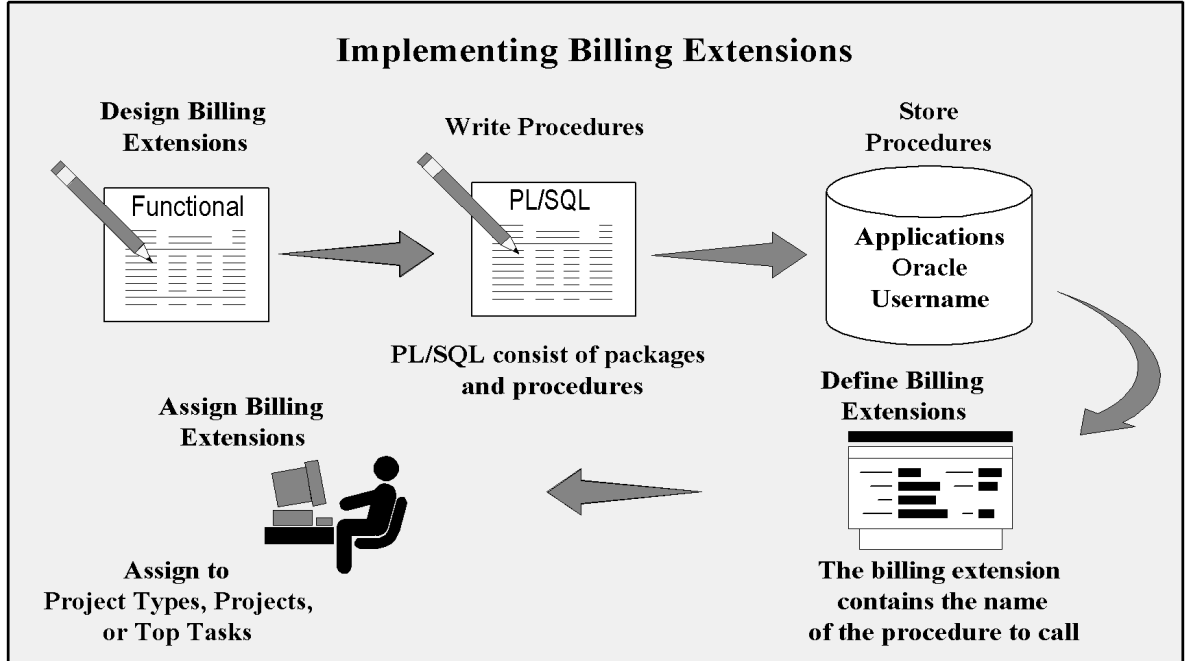 Implementing Billing Extensions
Design Billing
Extensions
Functional
Write Procedures
PL/SQL
PL/SQL consist of packages
and procedures
Store
Procedures
Applications
Oracle
Username
Define Billing
Extensions
The billing extension
contains the name
of the procedure to call
Assign Billing
Extensions
Assign to
Project Types, Projects,
or Top Tasks